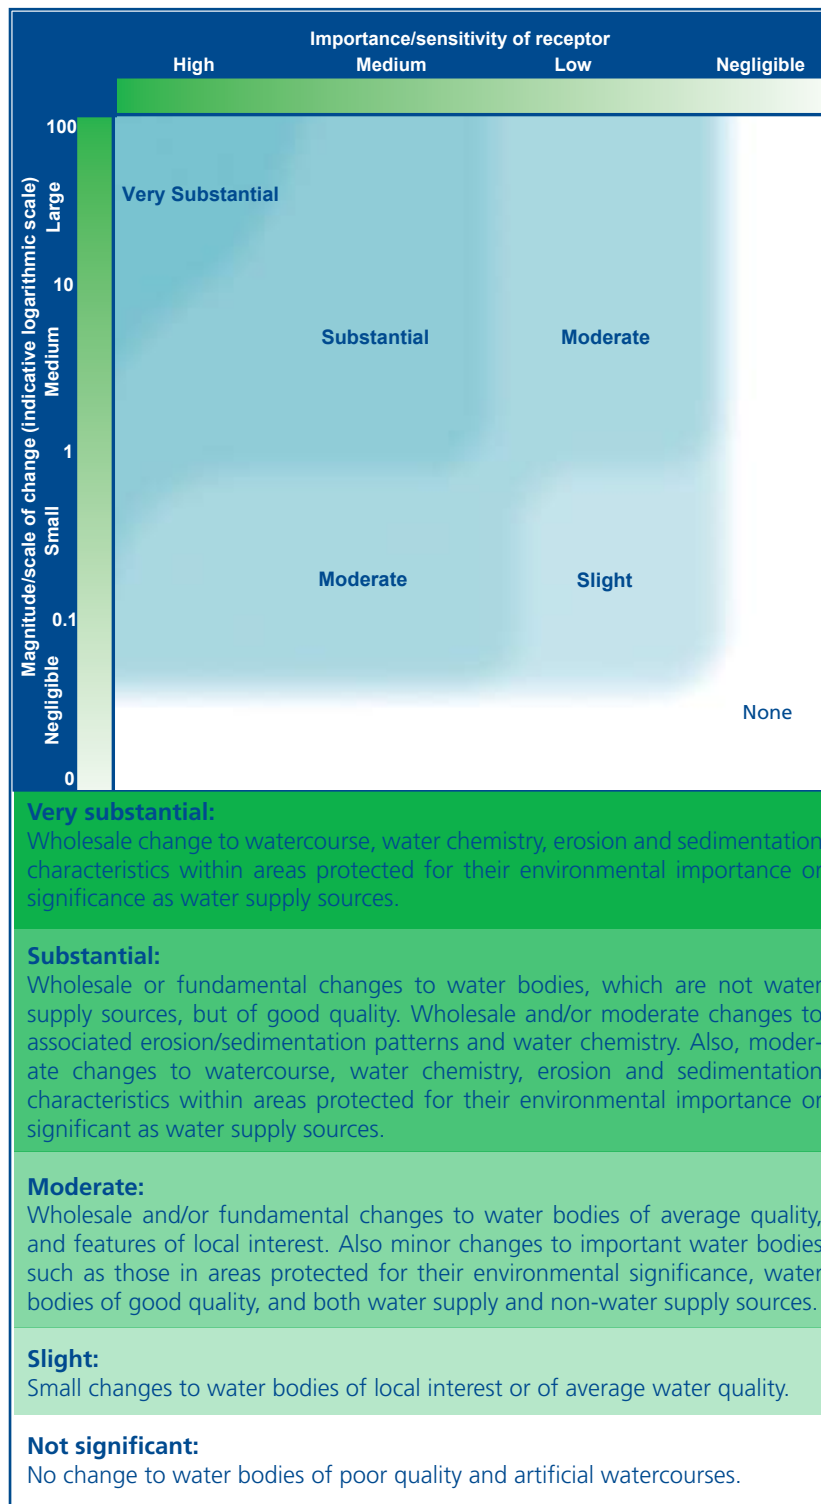 Importance/sensitivity of receptor
High Medium Low Negligible
Magnitude/scale of change (indicative logarithmic scale)
100
Large
10
Medium
1
Small
0.1
Negligible
0
Very Substantial
Substantial Moderate
Moderate Slight
None
Very substantial:
Wholesale change to watercourse, water chemistry, erosion and sedimentation
characteristics within areas protected for their environmental importance or
significance as water supply sources.
Substantial:
Wholesale or fundamental changes to water bodies, which are not water
supply sources, but of good quality. Wholesale and/or moderate changes to
associated erosion/sedimentation patterns and water chemistry. Also, moder-
ate changes to watercourse, water chemistry, erosion and sedimentation
characteristics within areas protected for their environmental importance or
significant as water supply sources.
Moderate:
Wholesale and/or fundamental changes to water bodies of average quality,
and features of local interest. Also minor changes to important water bodies
such as those in areas protected for their environmental significance, water
bodies of good quality, and both water supply and non-water supply sources.
Slight:
Small changes to water bodies of local interest or of average water quality.
Not significant:
No change to water bodies of poor quality and artificial watercourses.